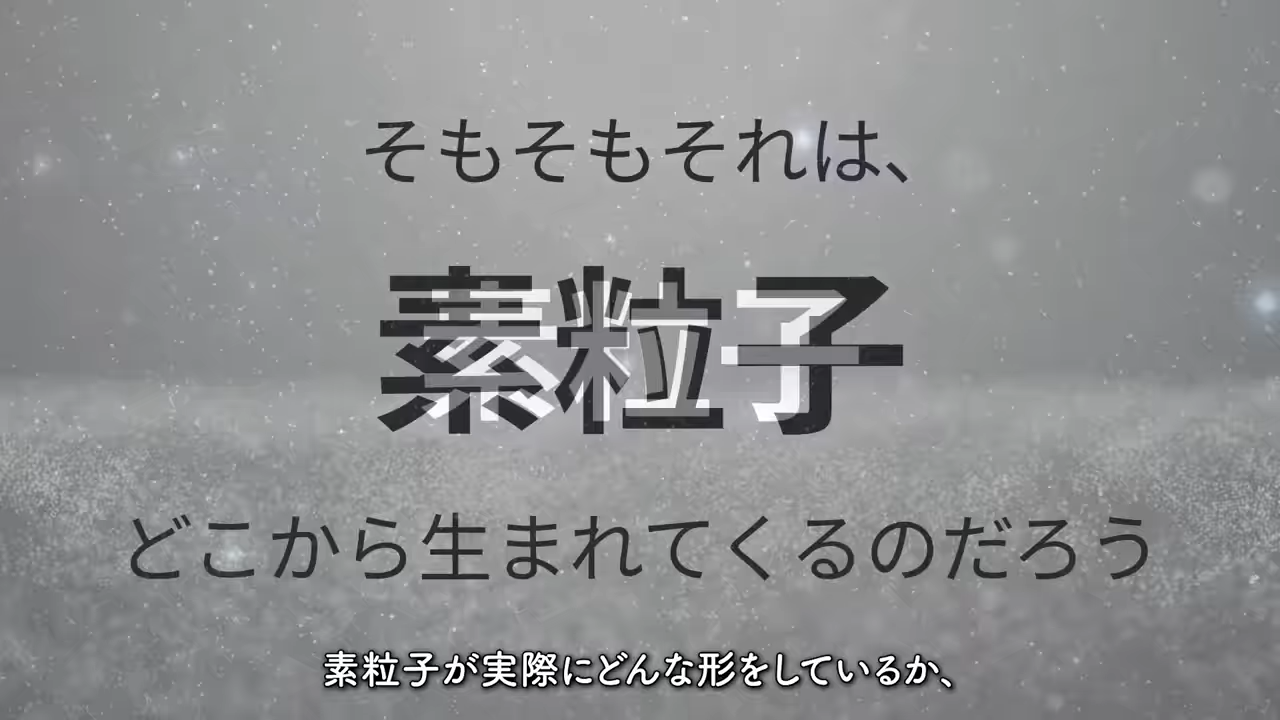 そもそもそれは、
素粒子
どこから生まれてくるのだろう
素粒子が実際にどんな形をしているか、